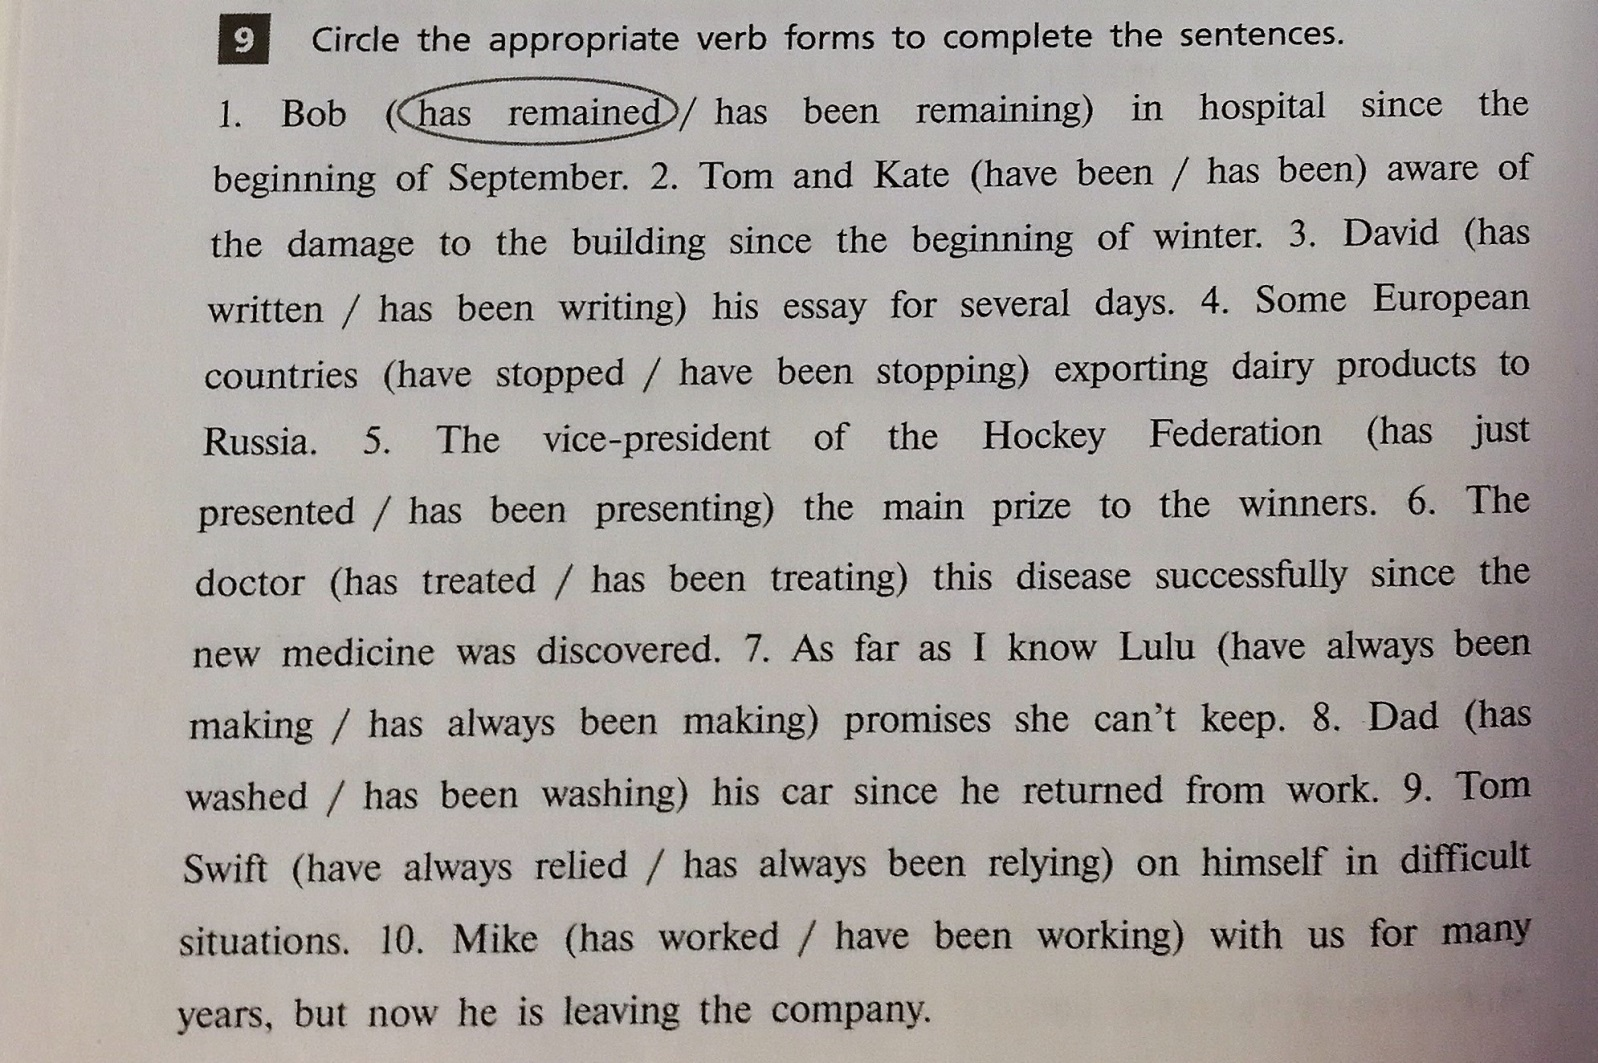 9 Circle the appropriate verb forms to complete the sentences.
1. Bob (has remained / has been remaining) in hospital since the
beginning of September. 2. Tom and Kate (have been / has been) aware of
the damage to the building since the beginning of winter. 3. David (has
written / has been writing) his essay for several days. 4. Some European
countries (have stopped / have been stopping) exporting dairy products to
Russia. 5. The vice-president of the Hockey Federation (has just
presented / has been presenting) the main prize to the winners. 6. The
doctor (has treated / has been treating) this disease successfully since the
new medicine was discovered. 7. As far as I know Lulu (have always been
making / has always been making) promises she can't keep. 8. Dad (has
washed / has been washing) his car since he returned from work. 9. Tom
Swift (have always relied / has always been relying) on himself in difficult
situations. 10. Mike (has worked / have been working) with us for many
years, but now he is leaving the company.